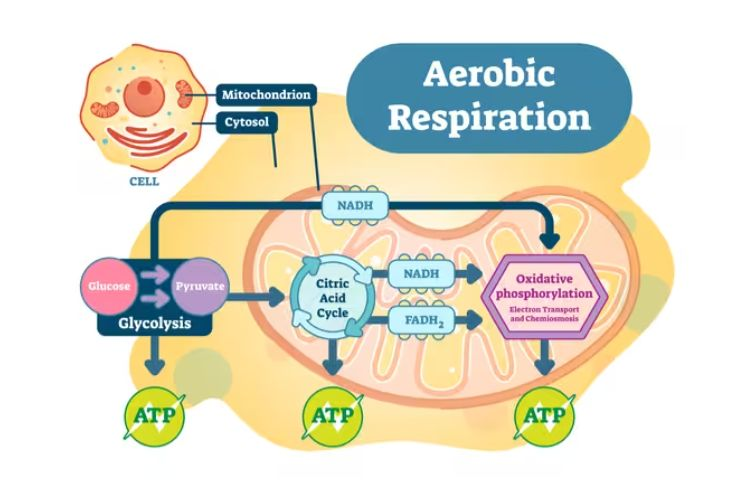 Aerobic
Respiration
Mitochondrion
Cytosol
CELL
NADH
Glucose
Pyruvate
Glycolysis
Citric
Acid
Cycle
NADH
FADH₂
Oxidative
phosphorylation
Electron Transport
and Chemiosmosis
ATP
ATP
ATP